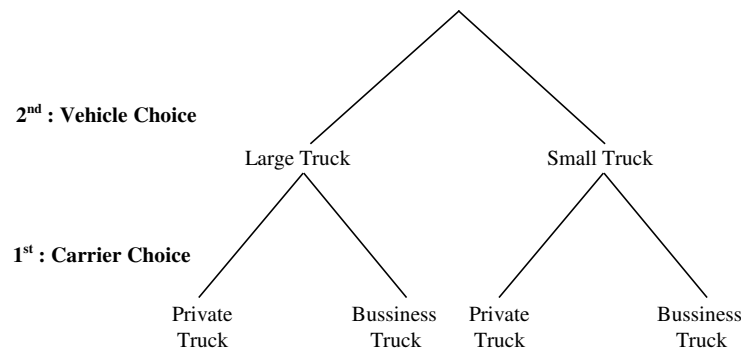 2nd : Vehicle Choice
Large Truck
Small Truck
1st : Carrier Choice
Private
Truck
Bussiness
Truck
Private
Truck
Bussiness
Truck